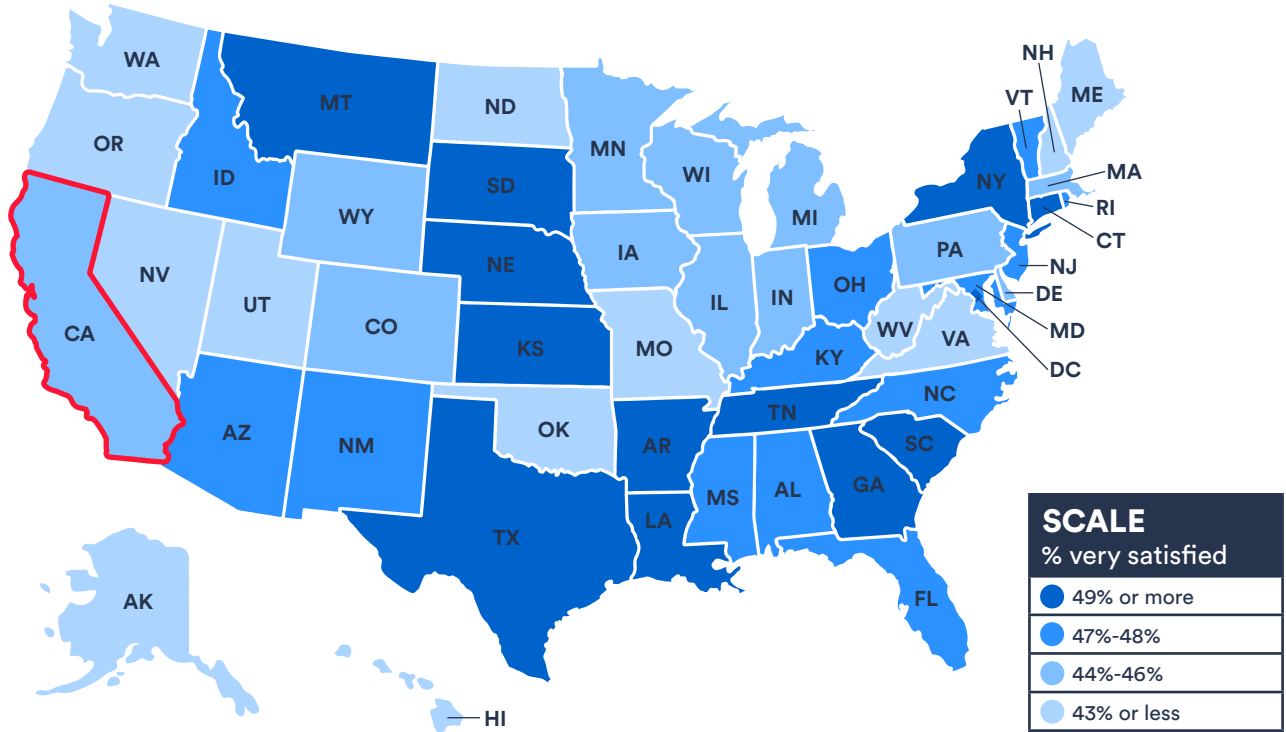 NH
WA
ME
VT
MT
ND
OR
MN
MA
WI
ID
SD
NY
RI
WY
MI
CT
IA
PA
NE
NJ
NV
OH
DE
UT
IL
IN
CO
WV
MD
CA
VA
KS
MO
KY
DC
NC
TN
AZ
OK
NM
AR
SC
GA
MS
AL
LA
TX
SCALE
% very satisfied
49% or more
AK
FL
47%-48%
44%-46%
43% or less
HI